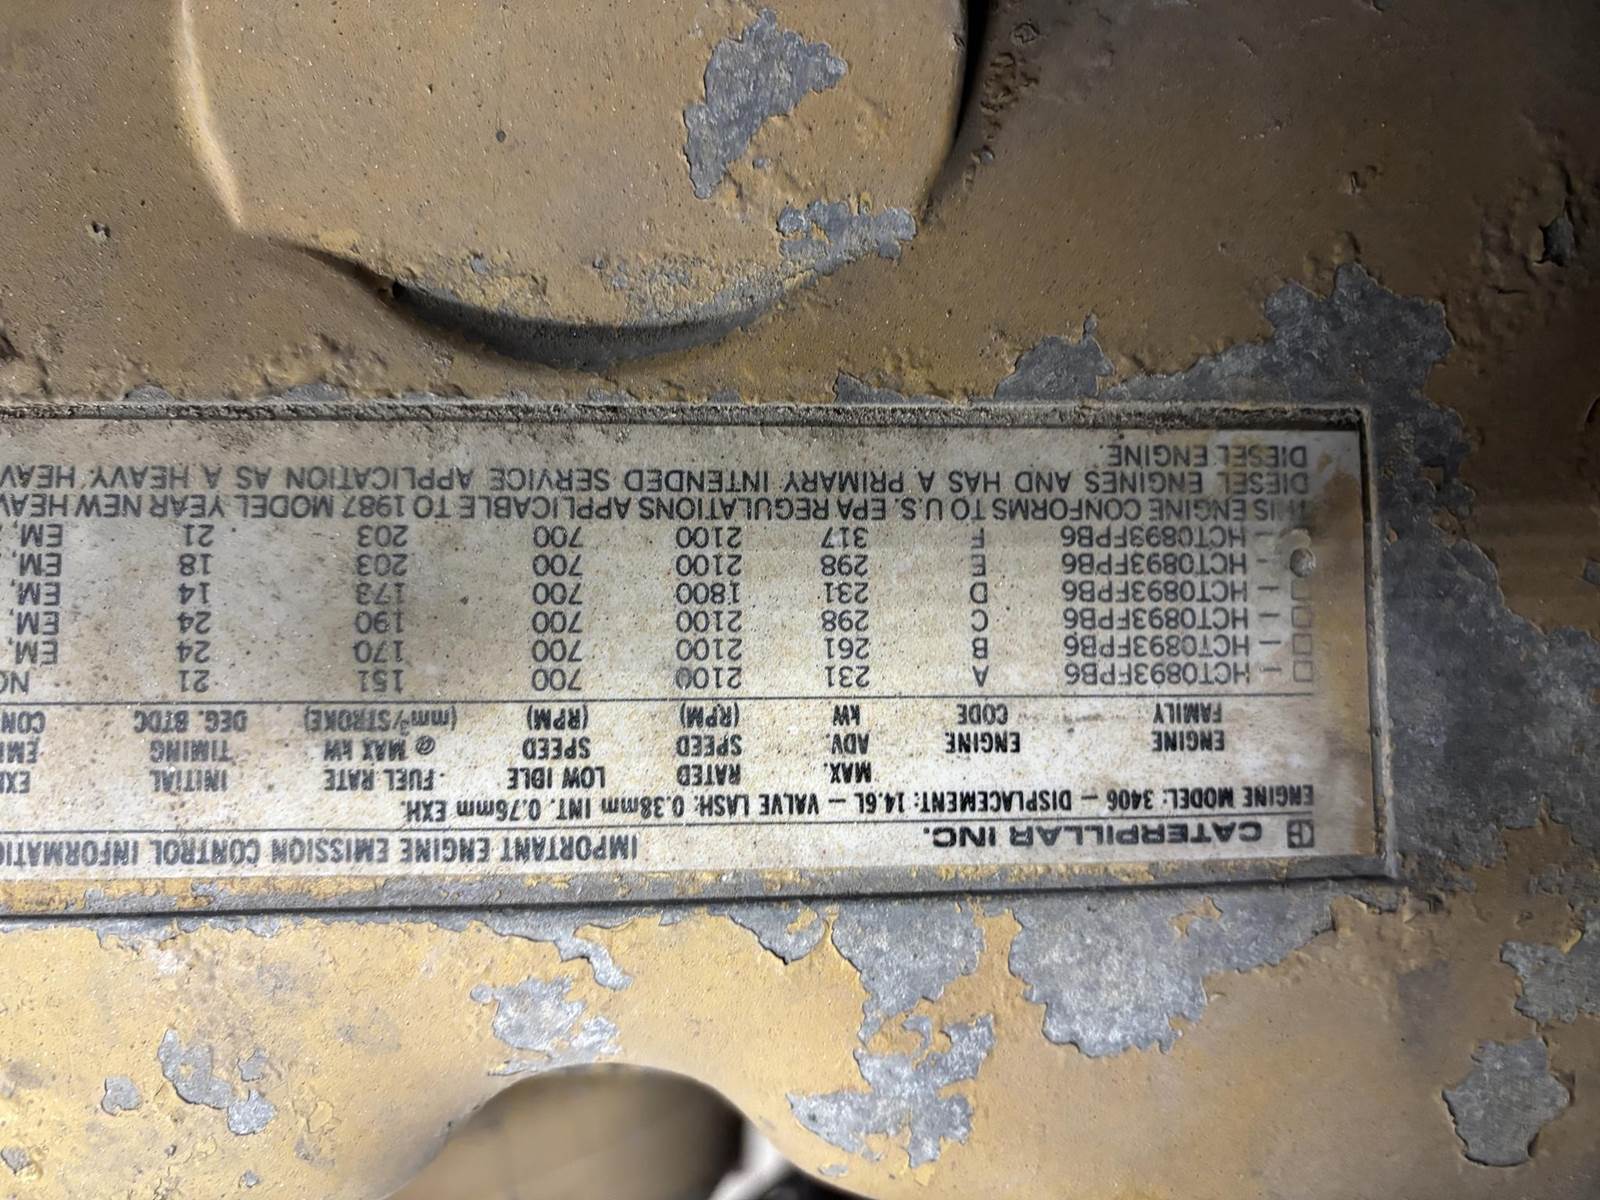 CATERPILLAR INC. IMPORTANT ENGINE EMISSION CONTROL INFORMATIO
ENGINE MODEL: 3406 – DISPLACEMENT: 14.6L – VALVE LASH: 0.38mm INT. 0.76mm EXH.
MAX. RATED LOW IDLE FUEL RATE INITIAL EX
ENGINE ENGINE ADV SPEED SPEED @ MAX kW TIMING EMI
FAMILY CODE kW (RPM) (RPM) (mm³/STROKE) DEG. BTDC CON
– HCT0893FPB6 A 231 2100 700 151 21 NO
– HCT0893FPB6 B 261 2100 700 170 24 EM,
– HCT0893FPB6 C 298 2100 700 190 24 EM,
– HCT0893FPB6 D 231 1800 700 173 14 EM,
– HCT0893FPB6 E 298 2100 700 203 18 EM,
– HCT0893FPB6 F 317 2100 700 203 21 EM,
THIS ENGINE CONFORMS TO U.S. EPA REGULATIONS APPLICABLE TO 1987 MODEL YEAR NEW HEAV
DIESEL ENGINES AND HAS A PRIMARY INTENDED SERVICE APPLICATION AS A HEAVY HEAV
DIESEL ENGINE.